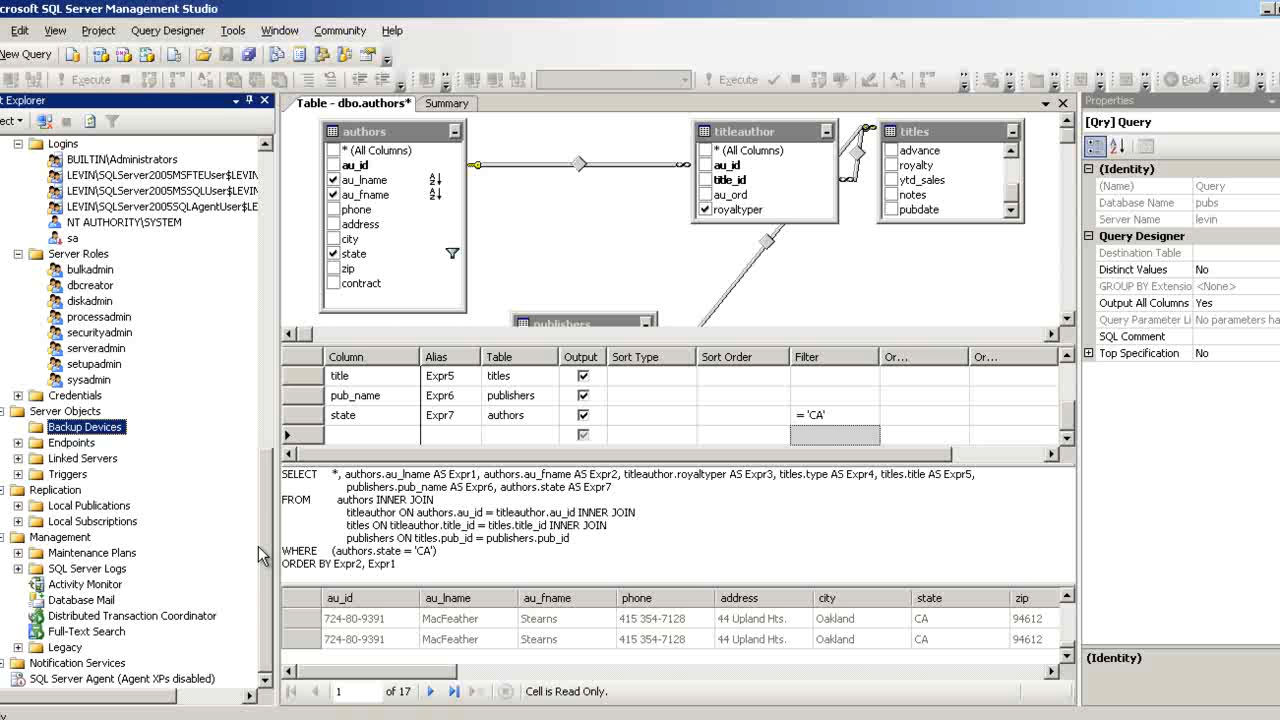 crosoft SQL Server Management Studio
Edit View Project Query Designer Tools Window Community Help
New Query
Execute Execute Back
t Explorer
ect
Logins
BUILTIN\Administrators
LEVIN\SQLServer2005MSFTEUser$LEVIN
LEVIN\SQLServer2005MSSQLUser$LEVIN
LEVIN\SQLServer2005SQLAgentUser$LE
NT AUTHORITY\SYSTEM
sa
Server Roles
bulkadmin
dbcreator
diskadmin
processadmin
securityadmin
serveradmin
setupadmin
sysadmin
Credentials
Server Objects
Backup Devices
Endpoints
Linked Servers
Triggers
Replication
Local Publications
Local Subscriptions
Management
Maintenance Plans
SQL Server Logs
Activity Monitor
Database Mail
Distributed Transaction Coordinator
Full-Text Search
Legacy
Notification Services
SQL Server Agent (Agent XPs disabled)
Table - dbo.authors* Summary
authors
* (All Columns)
au_id
au_lname
au_fname
phone
address
city
state
zip
contract
titleauthor
* (All Columns)
au_id
title_id
au_ord
royaltyper
titles
advance
royalty
ytd_sales
notes
pubdate
publishers
Column Alias Table Output Sort Type Sort Order Filter Or... Or...
title Expr5 titles
pub_name Expr6 publishers
state Expr7 authors = 'CA'
SELECT *, authors.au_lname AS Expr1, authors.au_fname AS Expr2, titleauthor.royaltyper AS Expr3, titles.type AS Expr4, titles.title AS Expr5,
publishers.pub_name AS Expr6, authors.state AS Expr7
FROM authors INNER JOIN
titleauthor ON authors.au_id = titleauthor.au_id INNER JOIN
titles ON titleauthor.title_id = titles.title_id INNER JOIN
publishers ON titles.pub_id = publishers.pub_id
WHERE (authors.state = 'CA')
ORDER BY Expr2, Expr1
au_id au_lname au_fname phone address city state zip
724-80-9391 MacFeather Stearns 415 354-7128 44 Upland Hts. Oakland CA 94612
724-80-9391 MacFeather Stearns 415 354-7128 44 Upland Hts. Oakland CA 94612
1 of 17 Cell is Read Only.
Properties
[Qry] Query
(Identity)
(Name) Query
Database Name pubs
Server Name levin
Query Designer
Destination Table
Distinct Values No
GROUP BY Extensio <None>
Output All Columns Yes
Query Parameter Li No parameters ha
SQL Comment
Top Specification No
(Identity)